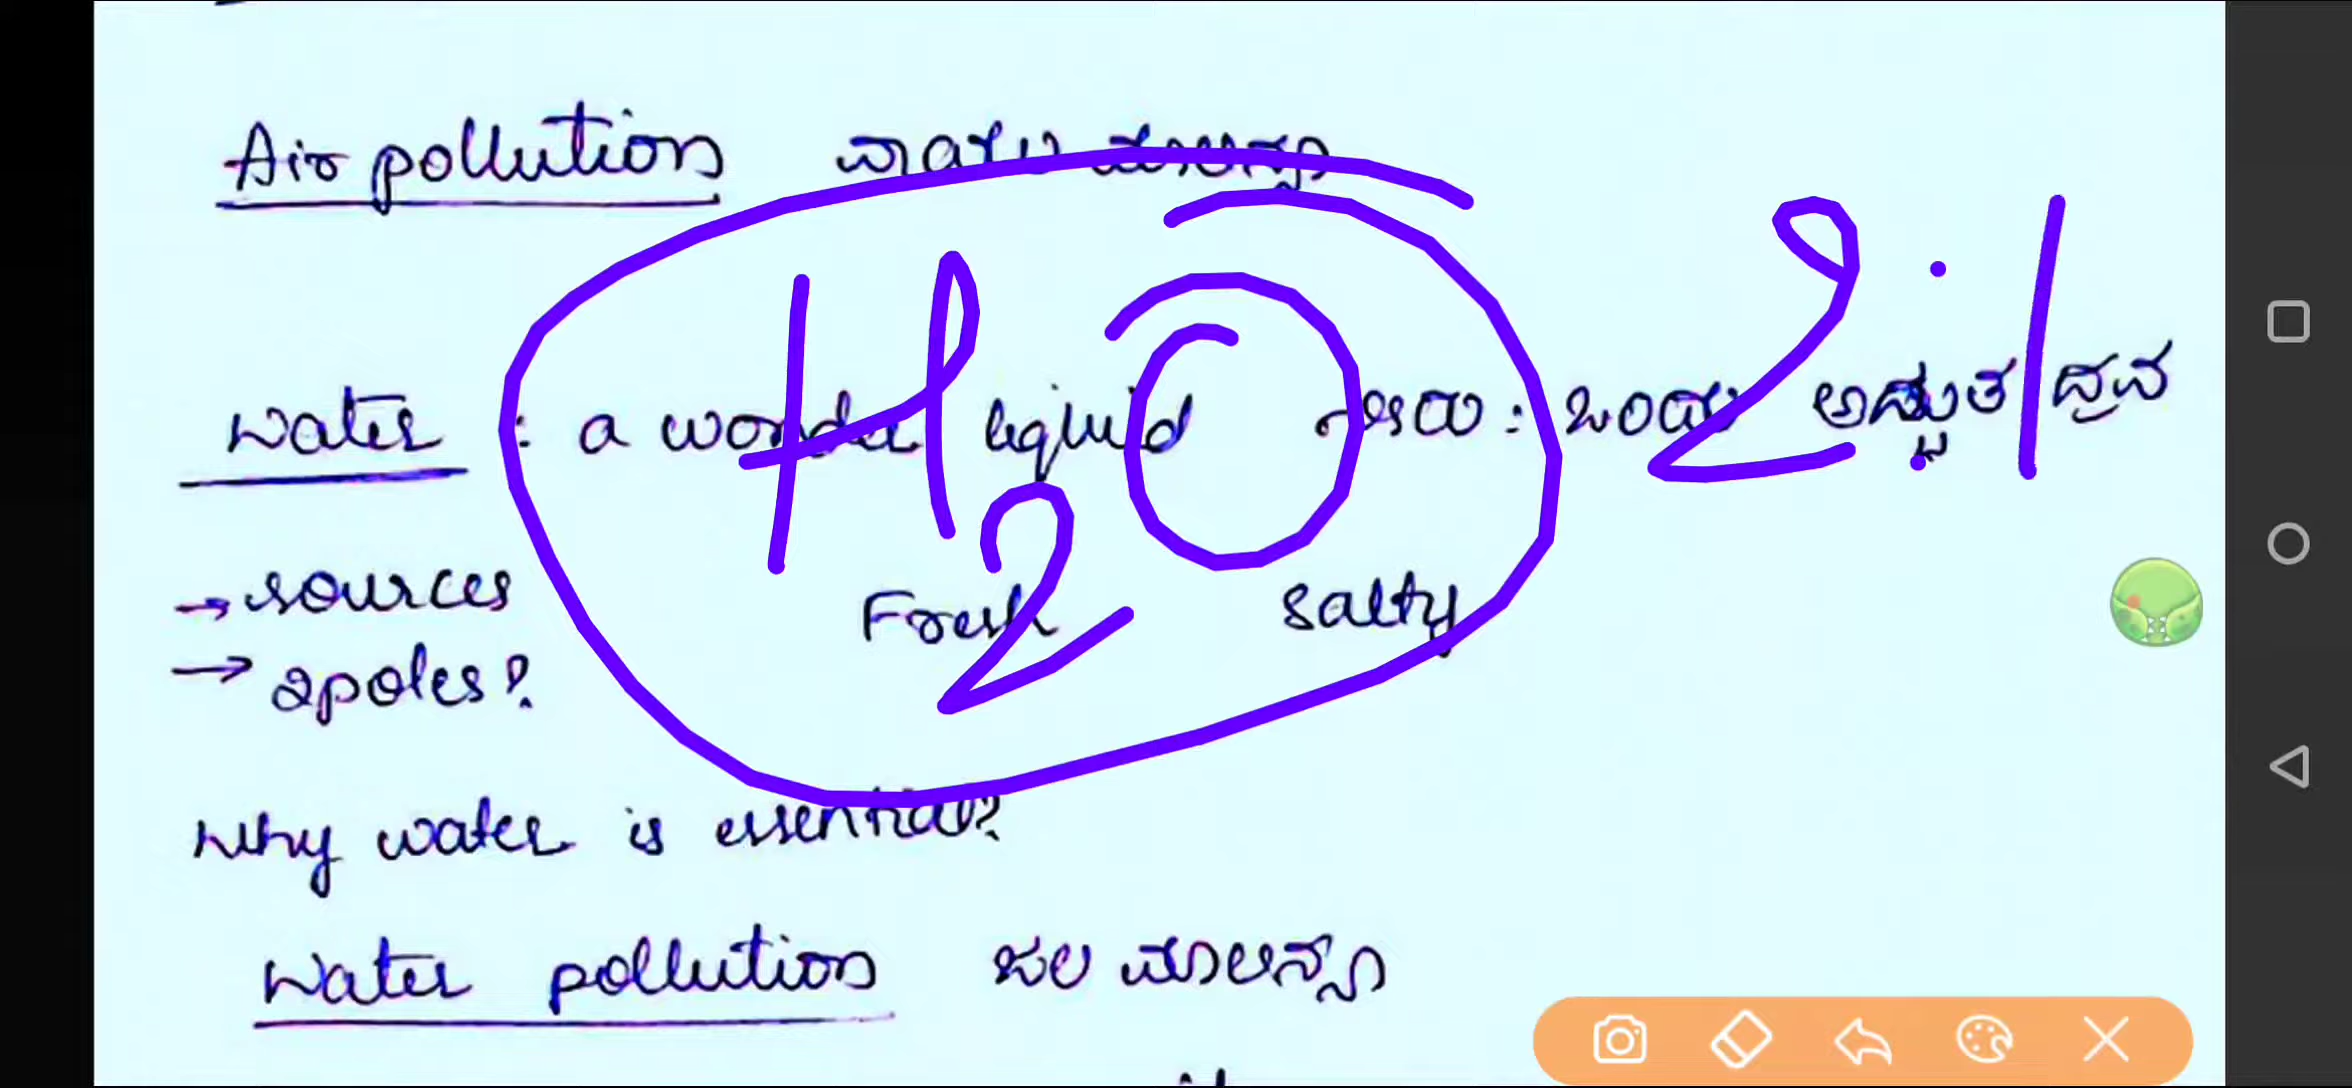 Air pollution ವಾಯು ಮಾಲಿನ್ಯ
H2O 2:1
water : a wonder liquid ನೀರು : ಒಂದು ಅದ್ಭುತ ದ್ರವ
→ sources Fresh salty
→ 2poles?
Why water is essential?
Water pollution ಜಲ ಮಾಲಿನ್ಯ